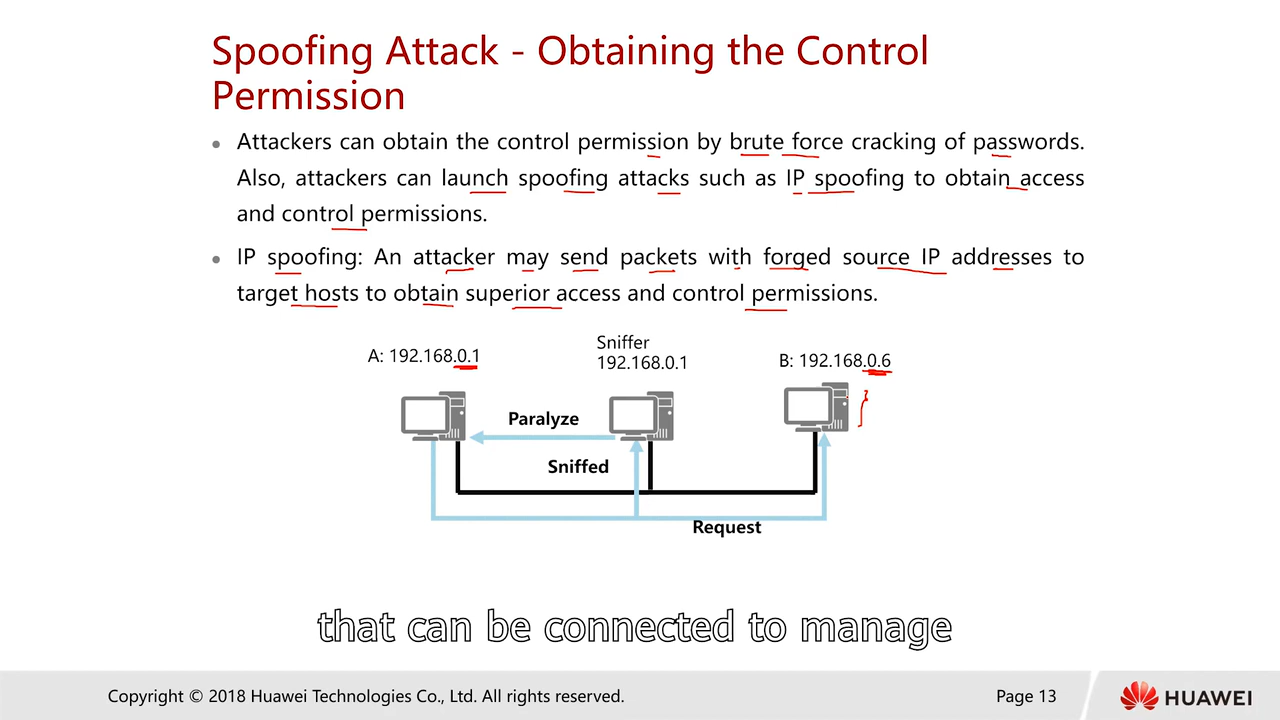 Spoofing Attack - Obtaining the Control
Permission
Attackers can obtain the control permission by brute force cracking of passwords.
Also, attackers can launch spoofing attacks such as IP spoofing to obtain access
and control permissions.
IP spoofing: An attacker may send packets with forged source IP addresses to
target hosts to obtain superior access and control permissions.
A: 192.168.0.1
Sniffer
192.168.0.1
B: 192.168.0.6
Paralyze
Sniffed
Request
that can be connected to manage
Copyright © 2018 Huawei Technologies Co., Ltd. All rights reserved.
Page 13
HUAWEI